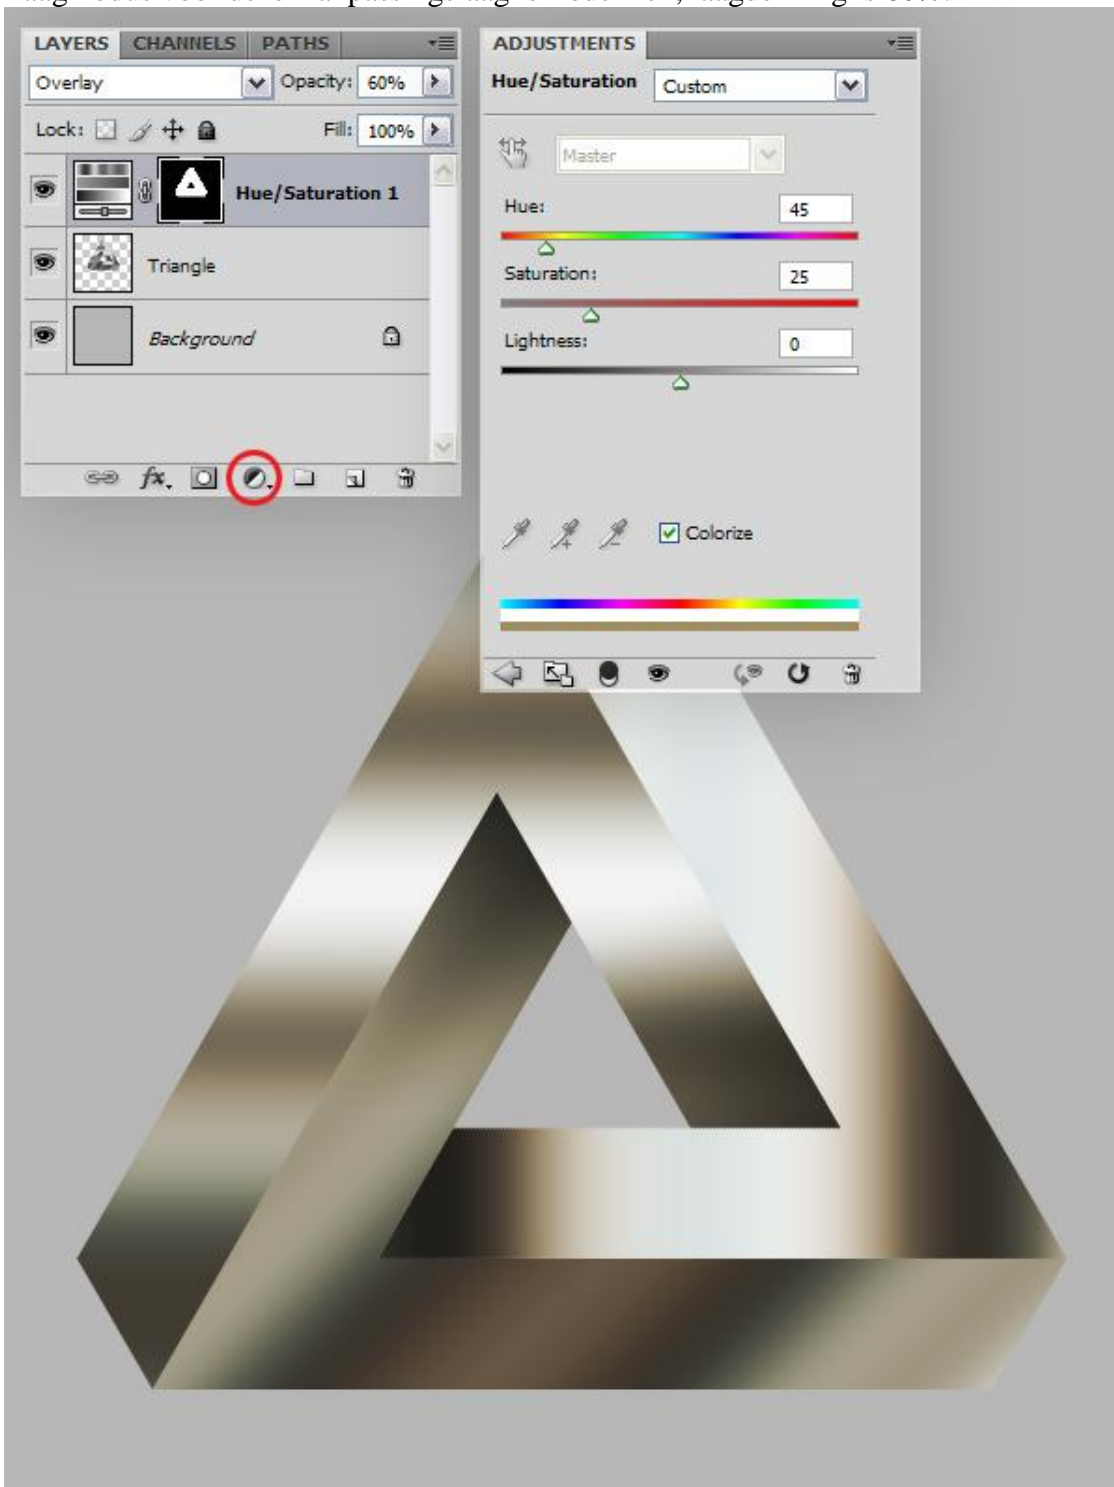 LAYERS CHANNELS PATHS
Overlay Opacity: 60%
Lock: Fill: 100%
Hue/Saturation 1
Triangle
Background
fx.
ADJUSTMENTS
Hue/Saturation Custom
Master
Hue: 45
Saturation: 25
Lightness: 0
Colorize